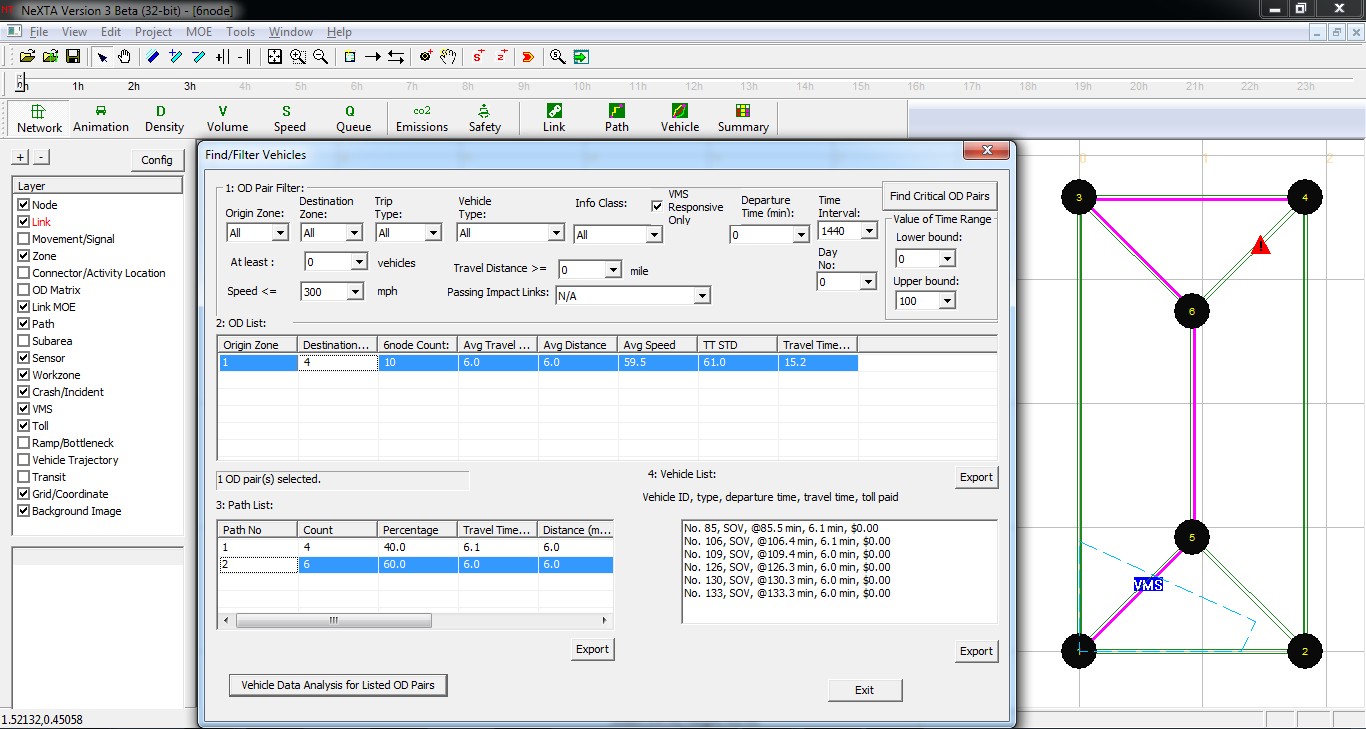 NeXTA Version 3 Beta (32-bit) - [6node]
File View Edit Project MOE Tools Window Help
1h 2h 3h 4h 5h 6h 7h 8h 9h 10h 11h 12h 13h 14h 15h 16h 17h 18h 19h 20h 21h 22h 23h
Network Animation Density Volume Speed Queue Emissions Safety Link Path Vehicle Summary
D V S Q co2
+ - Config
Layer
Node
Link
Movement/Signal
Zone
Connector/Activity Location
OD Matrix
Link MOE
Path
Subarea
Sensor
Workzone
Crash/Incident
VMS
Toll
Ramp/Bottleneck
Vehicle Trajectory
Transit
Grid/Coordinate
Background Image
1.52132,0.45058
Find/Filter Vehicles
1: OD Pair Filter:
Origin Zone: All
Destination Zone: All
Trip Type: All
Vehicle Type: All
Info Class: All
VMS Responsive Only
Departure Time (min): 0
Time Interval: 1440
Find Critical OD Pairs
Value of Time Range
Lower bound:
0
Upper bound:
100
At least : 0 vehicles
Travel Distance >= 0 mile
Day No: 0
Speed <= 300 mph
Passing Impact Links: N/A
2: OD List:
Origin Zone Destination... 6node Count: Avg Travel ... Avg Distance Avg Speed TT STD Travel Time...
1 4 10 6.0 6.0 59.5 61.0 15.2
1 OD pair(s) selected.
Export
3: Path List:
Path No Count Percentage Travel Time... Distance (m...
1 4 40.0 6.1 6.0
2 6 60.0 6.0 6.0
Export
4: Vehicle List:
Vehicle ID, type, departure time, travel time, toll paid
No. 85, SOV, @85.5 min, 6.1 min, $0.00
No. 106, SOV, @106.4 min, 6.1 min, $0.00
No. 109, SOV, @109.4 min, 6.0 min, $0.00
No. 126, SOV, @126.3 min, 6.0 min, $0.00
No. 130, SOV, @130.3 min, 6.0 min, $0.00
No. 133, SOV, @133.3 min, 6.0 min, $0.00
Export
Vehicle Data Analysis for Listed OD Pairs
Exit
0 1 2
3 4
6
5
VMS
2